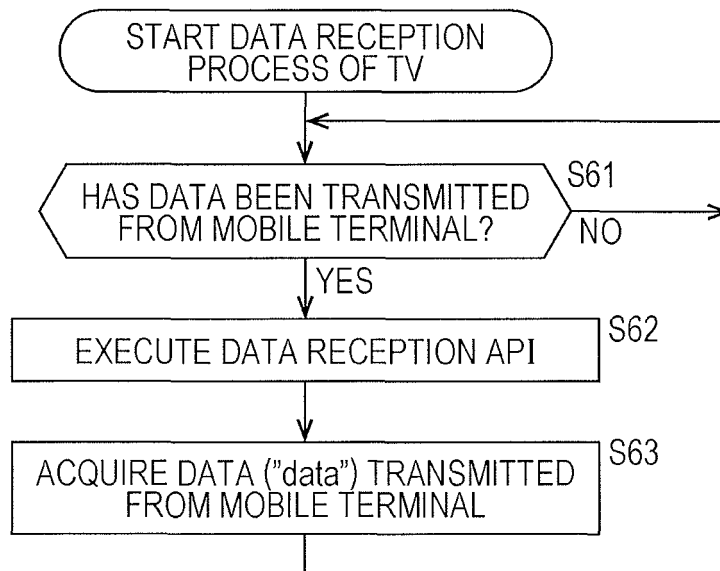 START DATA RECEPTION
PROCESS OF TV
HAS DATA BEEN TRANSMITTED
FROM MOBILE TERMINAL?
S61
NO
YES
S62
EXECUTE DATA RECEPTION API
S63
ACQUIRE DATA ("data") TRANSMITTED
FROM MOBILE TERMINAL